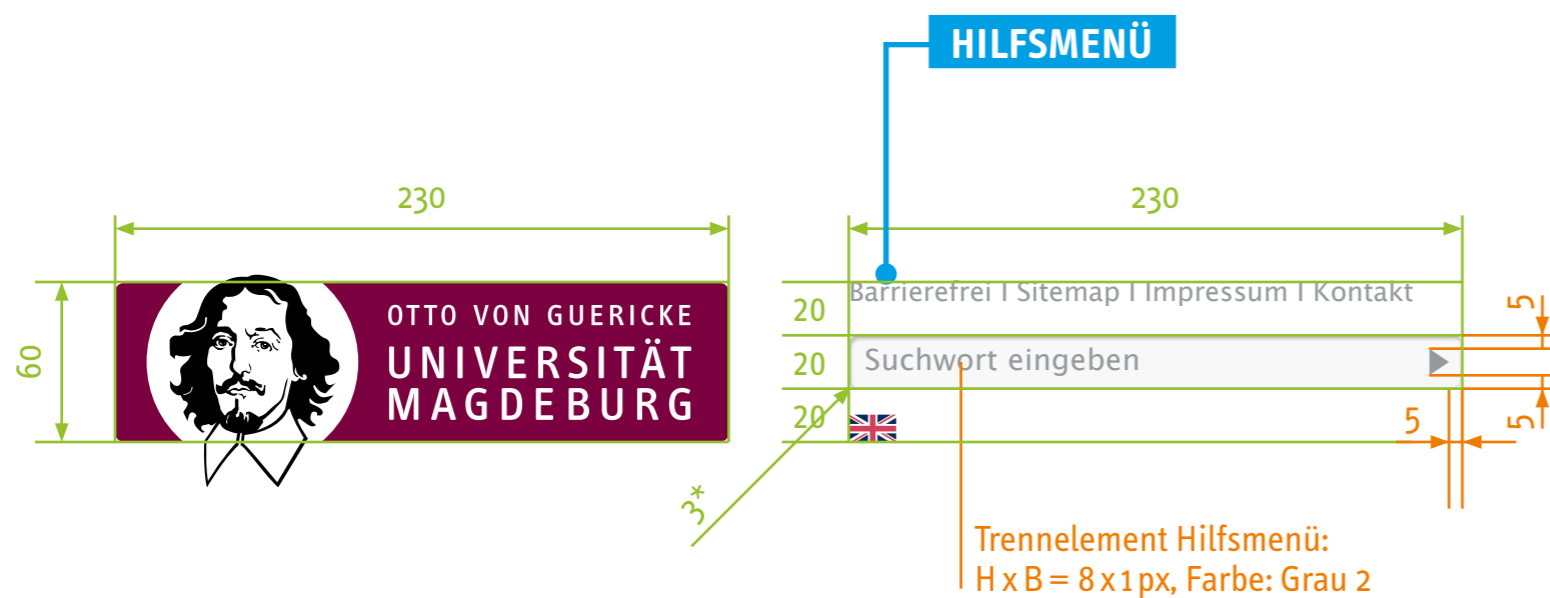 HILFSMENÜ
230
230
60
OTTO VON GUERICKE
UNIVERSITÄT
MAGDEBURG
20
Barrierefrei I Sitemap I Impressum I Kontakt
5
20
Suchwort eingeben
20
5
5
3*
Trennelement Hilfsmenü:
H x B = 8 x 1 px, Farbe: Grau 2